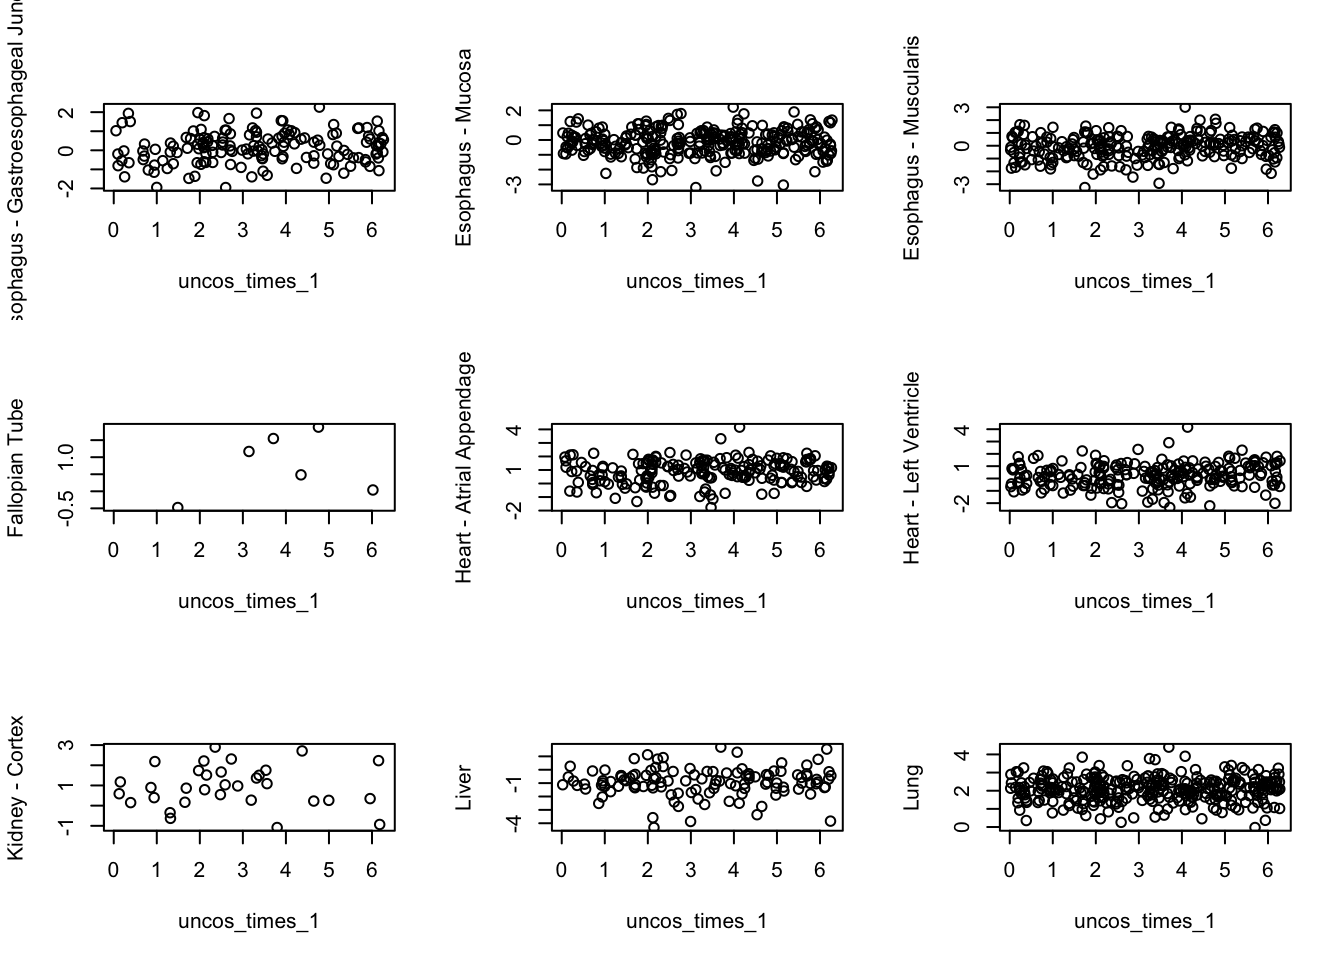 sophagus - Gastroesophageal Junc
2
0
-2
0 1 2 3 4 5 6
uncos_times_1
Esophagus - Mucosa
2
0
-3
0 1 2 3 4 5 6
uncos_times_1
Esophagus - Muscularis
3
0
-3
0 1 2 3 4 5 6
uncos_times_1
Fallopian Tube
1.0
-0.5
0 1 2 3 4 5 6
uncos_times_1
Heart - Atrial Appendage
4
1
-2
0 1 2 3 4 5 6
uncos_times_1
Heart - Left Ventricle
4
1
-2
0 1 2 3 4 5 6
uncos_times_1
Kidney - Cortex
3
1
-1
0 1 2 3 4 5 6
uncos_times_1
Liver
-1
-4
0 1 2 3 4 5 6
uncos_times_1
Lung
4
2
0
0 1 2 3 4 5 6
uncos_times_1